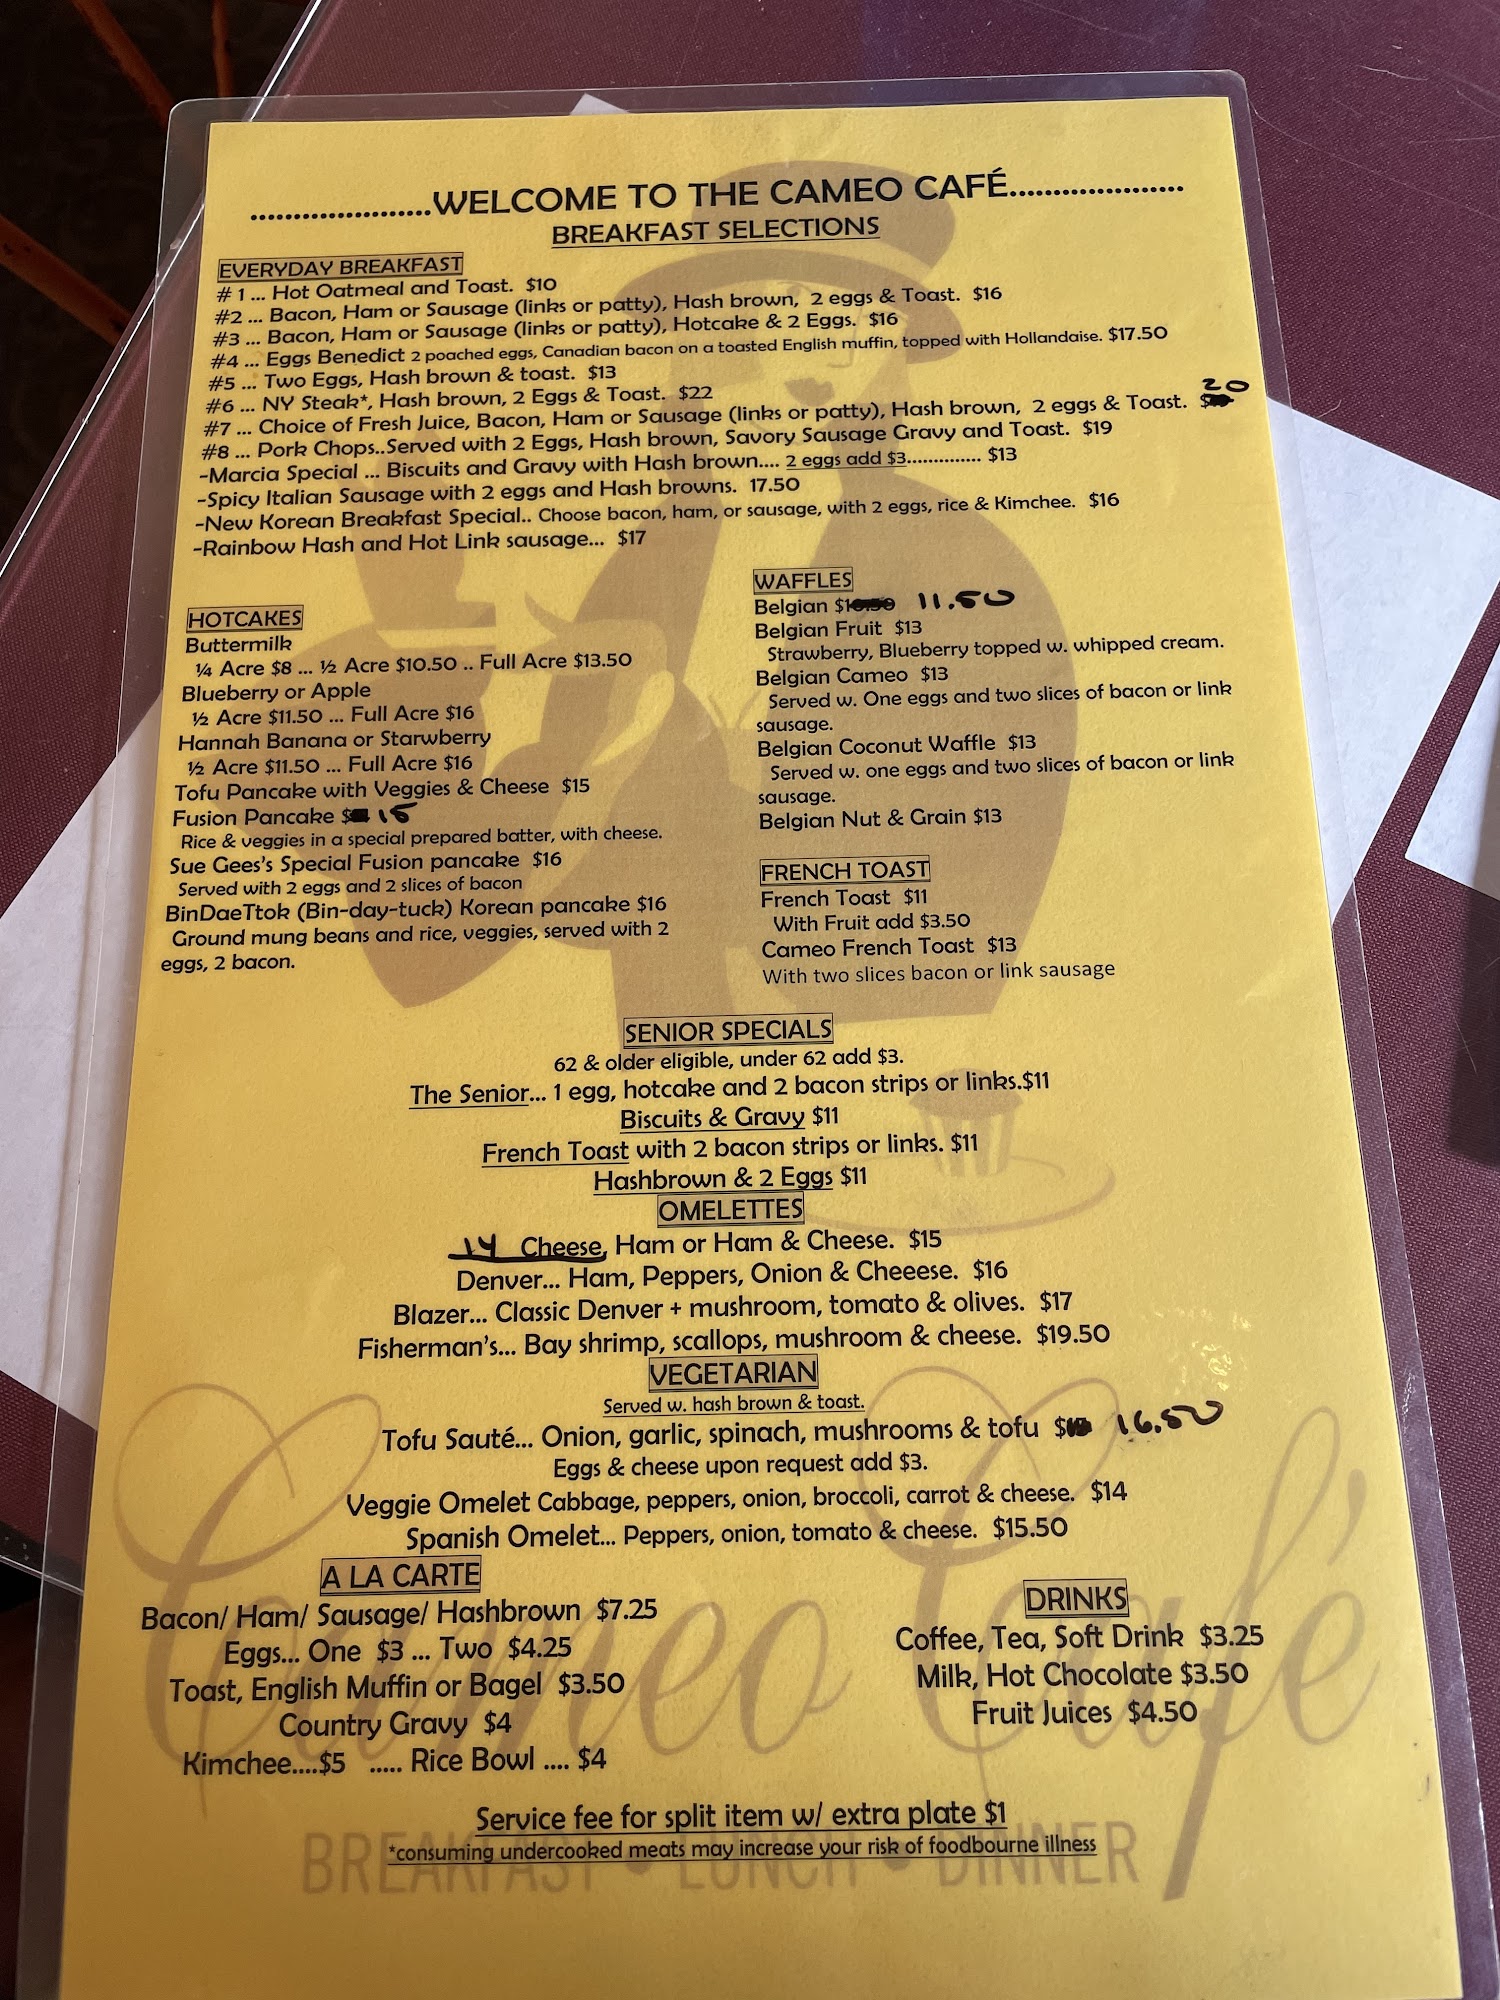 .....................WELCOME TO THE CAMEO CAFÉ....................
BREAKFAST SELECTIONS
EVERYDAY BREAKFAST
# 1 ... Hot Oatmeal and Toast. $10
#2 ... Bacon, Ham or Sausage (links or patty), Hash brown, 2 eggs & Toast. $16
#3 ... Bacon, Ham or Sausage (links or patty), Hotcake & 2 Eggs. $16
#4 ... Eggs Benedict 2 poached eggs, Canadian bacon on a toasted English muffin, topped with Hollandaise. $17.50
#5 ... Two Eggs, Hash brown & toast. $13
#6 ... NY Steak*, Hash brown, 2 Eggs & Toast. $22
#7 ... Choice of Fresh Juice, Bacon, Ham or Sausage (links or patty), Hash brown, 2 eggs & Toast. $ 20
#8 ... Pork Chops..Served with 2 Eggs, Hash brown, Savory Sausage Gravy and Toast. $19
-Marcia Special ... Biscuits and Gravy with Hash brown.... 2 eggs add $3.............. $13
-Spicy Italian Sausage with 2 eggs and Hash browns. 17.50
-New Korean Breakfast Special.. Choose bacon, ham, or sausage, with 2 eggs, rice & Kimchee. $16
-Rainbow Hash and Hot Link sausage... $17
HOTCAKES
Buttermilk
¼ Acre $8 ... ½ Acre $10.50 .. Full Acre $13.50
Blueberry or Apple
½ Acre $11.50 ... Full Acre $16
Hannah Banana or Starwberry
½ Acre $11.50 ... Full Acre $16
Tofu Pancake with Veggies & Cheese $15
Fusion Pancake $ 15
Rice & veggies in a special prepared batter, with cheese.
Sue Gees's Special Fusion pancake $16
Served with 2 eggs and 2 slices of bacon
BinDaeTtok (Bin-day-tuck) Korean pancake $16
Ground mung beans and rice, veggies, served with 2
eggs, 2 bacon.
WAFFLES
Belgian $10.50 11.50
Belgian Fruit $13
Strawberry, Blueberry topped w. whipped cream.
Belgian Cameo $13
Served w. One eggs and two slices of bacon or link
sausage.
Belgian Coconut Waffle $13
Served w. one eggs and two slices of bacon or link
sausage.
Belgian Nut & Grain $13
FRENCH TOAST
French Toast $11
With Fruit add $3.50
Cameo French Toast $13
With two slices bacon or link sausage
SENIOR SPECIALS
62 & older eligible, under 62 add $3.
The Senior... 1 egg, hotcake and 2 bacon strips or links.$11
Biscuits & Gravy $11
French Toast with 2 bacon strips or links. $11
Hashbrown & 2 Eggs $11
OMELETTES
14 Cheese, Ham or Ham & Cheese. $15
Denver... Ham, Peppers, Onion & Cheeese. $16
Blazer... Classic Denver + mushroom, tomato & olives. $17
Fisherman's... Bay shrimp, scallops, mushroom & cheese. $19.50
VEGETARIAN
Served w. hash brown & toast.
Tofu Sauté... Onion, garlic, spinach, mushrooms & tofu $ 16.50
Eggs & cheese upon request add $3.
Veggie Omelet Cabbage, peppers, onion, broccoli, carrot & cheese. $14
Spanish Omelet... Peppers, onion, tomato & cheese. $15.50
A LA CARTE
Bacon/ Ham/ Sausage/ Hashbrown $7.25
Eggs... One $3 ... Two $4.25
Toast, English Muffin or Bagel $3.50
Country Gravy $4
Kimchee....$5 ..... Rice Bowl .... $4
DRINKS
Coffee, Tea, Soft Drink $3.25
Milk, Hot Chocolate $3.50
Fruit Juices $4.50
Cameo Café
Service fee for split item w/ extra plate $1
*consuming undercooked meats may increase your risk of foodbourne illness
BREAKFAST • LUNCH • DINNER